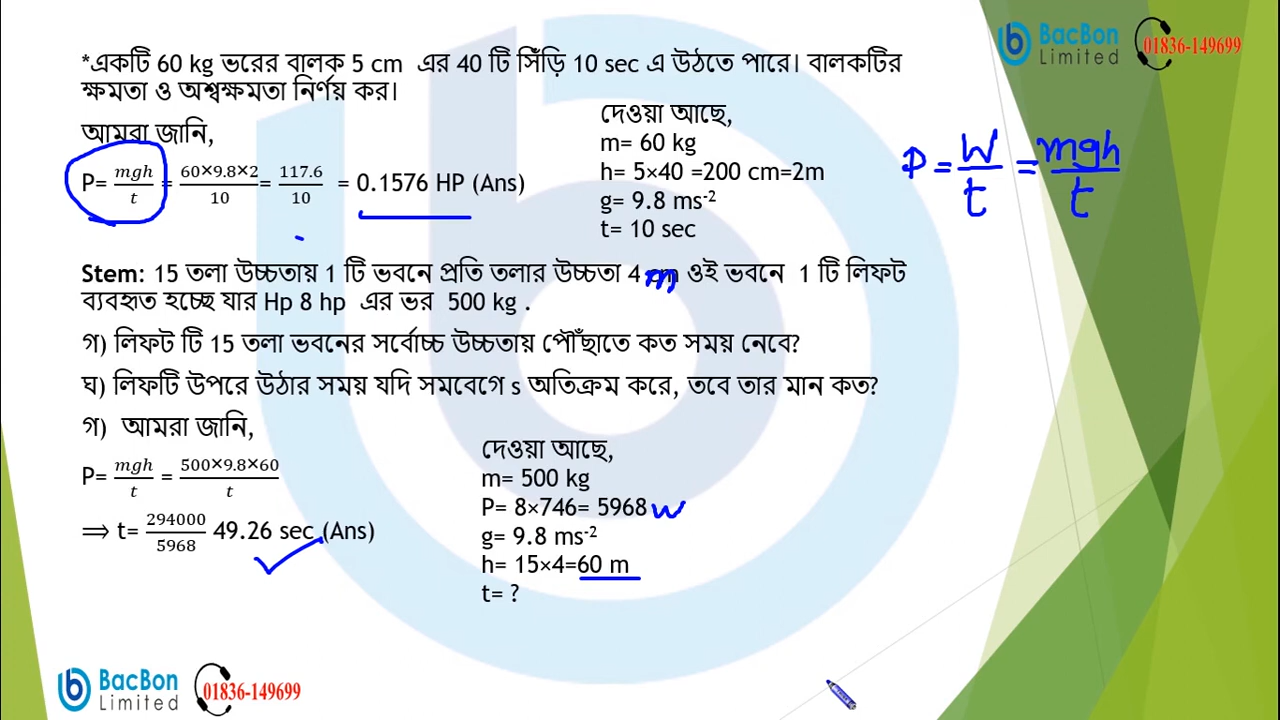 BacBon
Limited
01836-149699
*একটি 60 kg ভরের বালক 5 cm এর 40 টি সিঁড়ি 10 sec এ উঠতে পারে। বালকটির
ক্ষমতা ও অশ্বক্ষমতা নির্ণয় কর।
আমরা জানি,
P= mgh/t = 60×9.8×2/10 = 117.6/10 = 0.1576 HP (Ans)
দেওয়া আছে,
m= 60 kg
h= 5×40 =200 cm=2m
g= 9.8 ms-2
t= 10 sec
P = W/t = mgh/t
Stem: 15 তলা উচ্চতায় 1 টি ভবনে প্রতি তলার উচ্চতা 4 m ওই ভবনে 1 টি লিফট
ব্যবহৃত হচ্ছে যার Hp 8 hp এর ভর 500 kg .
গ) লিফট টি 15 তলা ভবনের সর্বোচ্চ উচ্চতায় পৌঁছাতে কত সময় নেবে?
ঘ) লিফটি উপরে উঠার সময় যদি সমবেগে s অতিক্রম করে, তবে তার মান কত?
গ) আমরা জানি,
P= mgh/t = 500×9.8×60/t
⟹ t= 294000/5968 49.26 sec (Ans)
দেওয়া আছে,
m= 500 kg
P= 8×746= 5968 W
g= 9.8 ms-2
h= 15×4=60 m
t= ?
BacBon
Limited
01836-149699